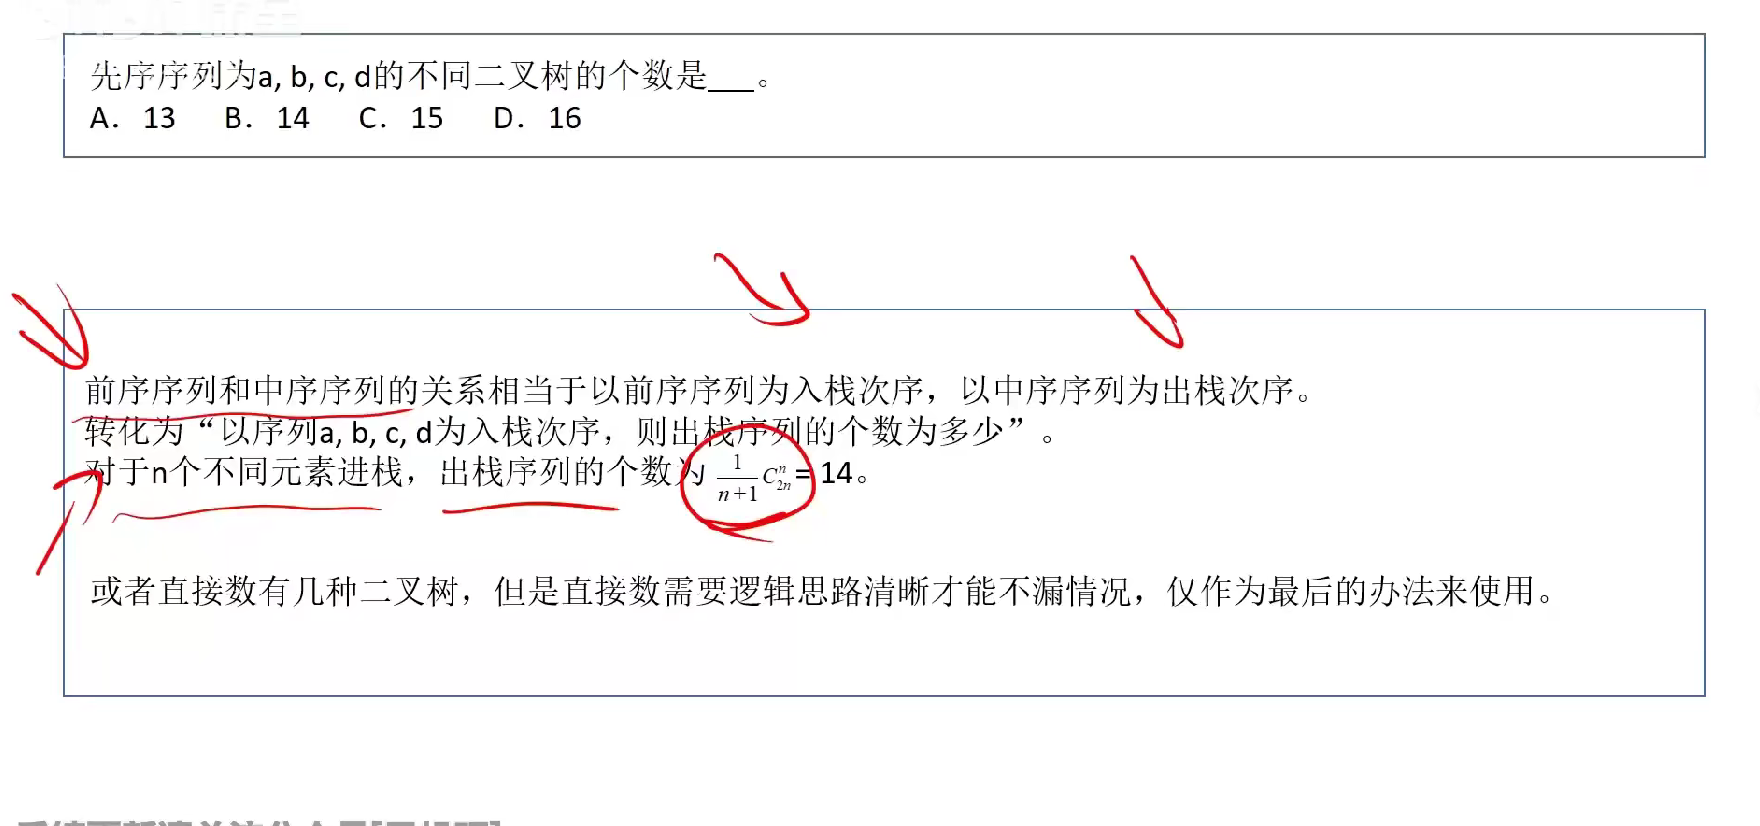 先序序列为a, b, c, d的不同二叉树的个数是___。
A. 13 B. 14 C. 15 D. 16
前序序列和中序序列的关系相当于以前序序列为入栈次序，以中序序列为出栈次序。
转化为“以序列a, b, c, d为入栈次序，则出栈序列的个数为多少”。
对于n个不同元素进栈，出栈序列的个数为 \frac{1}{n+1}C_{2n}^{n}= 14。
或者直接数有几种二叉树，但是直接数需要逻辑思路清晰才能不漏情况，仅作为最后的办法来使用。